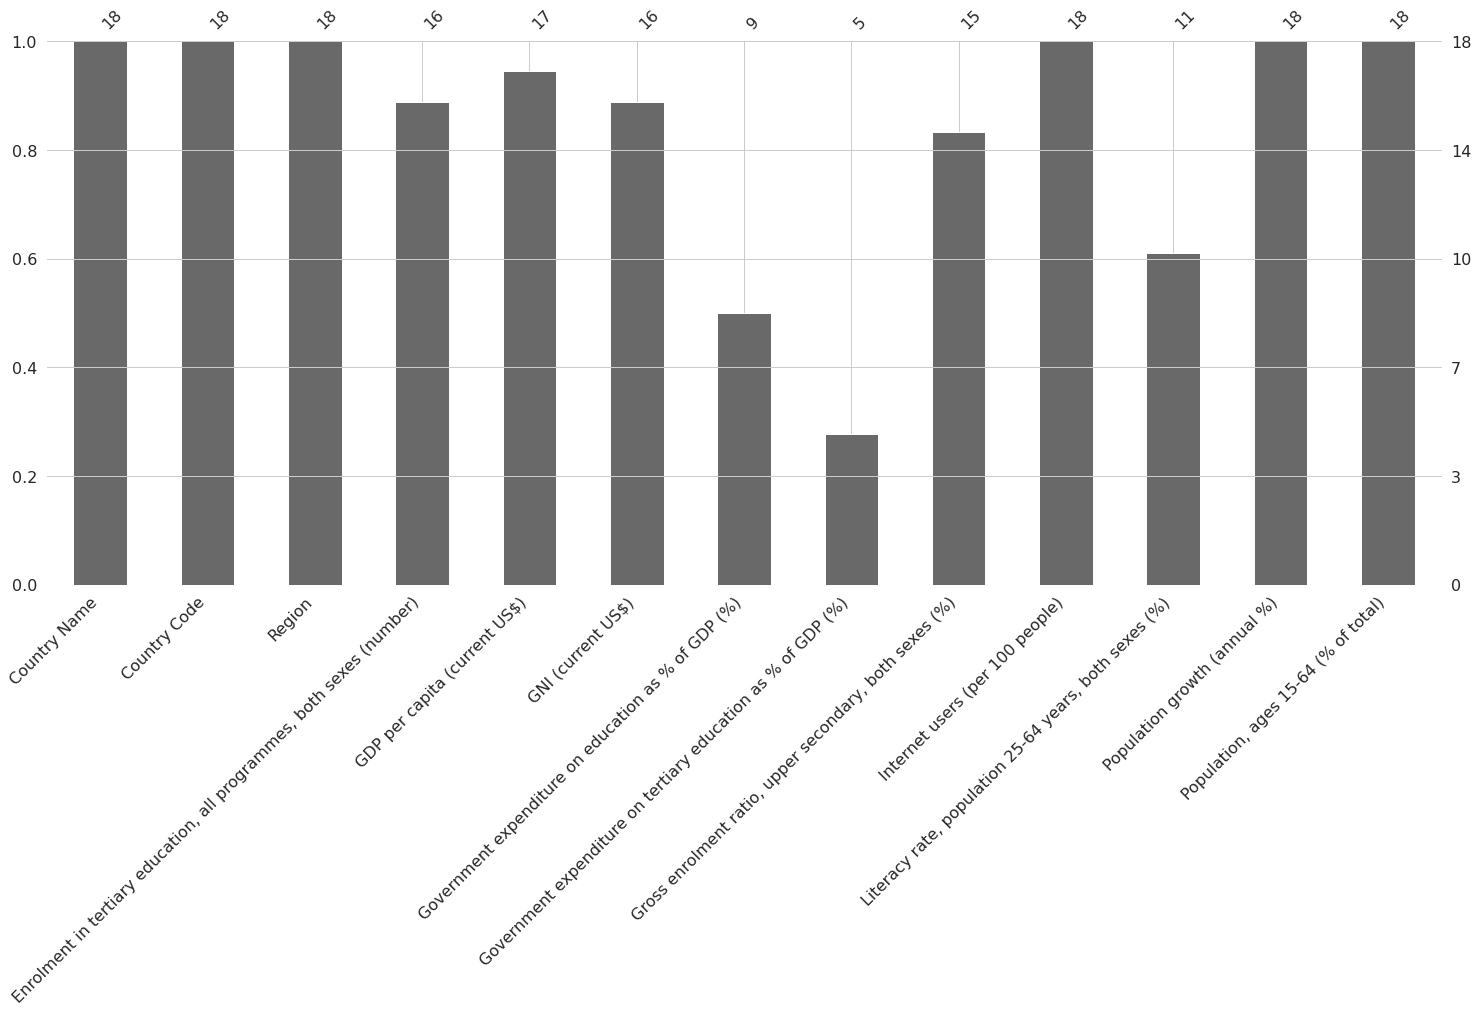 18 18 18 16 17 16 9 5 15 18 11 18 18
1.0 18
0.8 14
0.6 10
0.4 7
0.2 3
0.0 0
Country Name
Country Code
Region
Enrolment in tertiary education, all programmes, both sexes (number)
GDP per capita (current US$)
GNI (current US$)
Government expenditure on education as % of GDP (%)
Government expenditure on tertiary education as % of GDP (%)
Gross enrolment ratio, upper secondary, both sexes (%)
Internet users (per 100 people)
Literacy rate, population 25-64 years, both sexes (%)
Population growth (annual %)
Population, ages 15-64 (% of total)